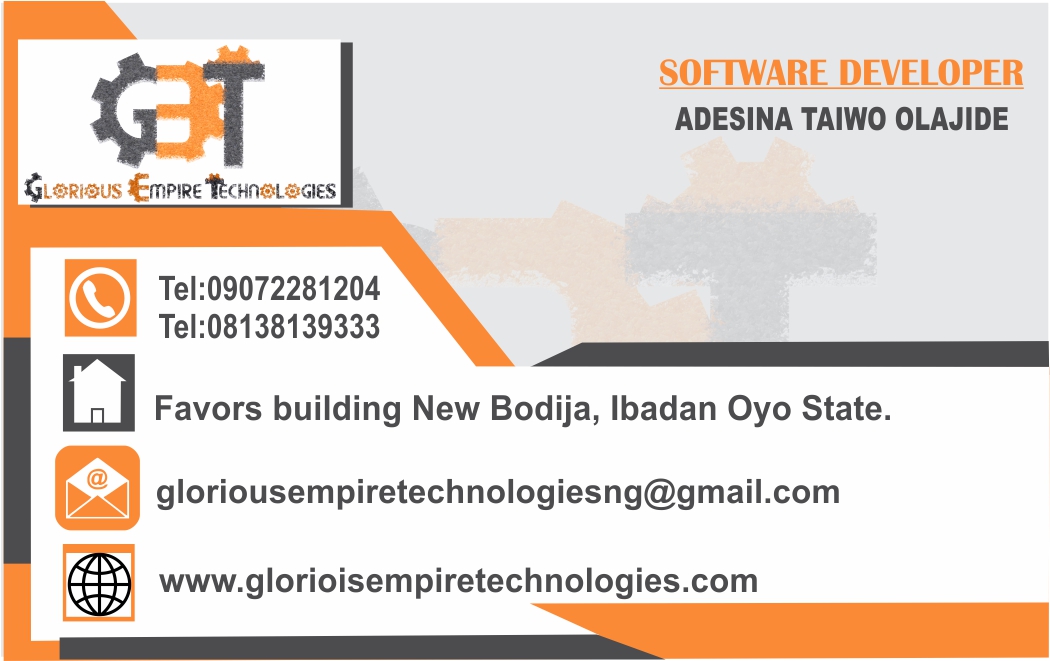 GET
GLORIOUS EMPIRE TECHNOLOGIES
SOFTWARE DEVELOPER
ADESINA TAIWO OLAJIDE
Tel:09072281204
Tel:08138139333
Favors building New Bodija, Ibadan Oyo State.
@
gloriousempiretechnologiesng@gmail.com
www.glorioisempiretechnologies.com